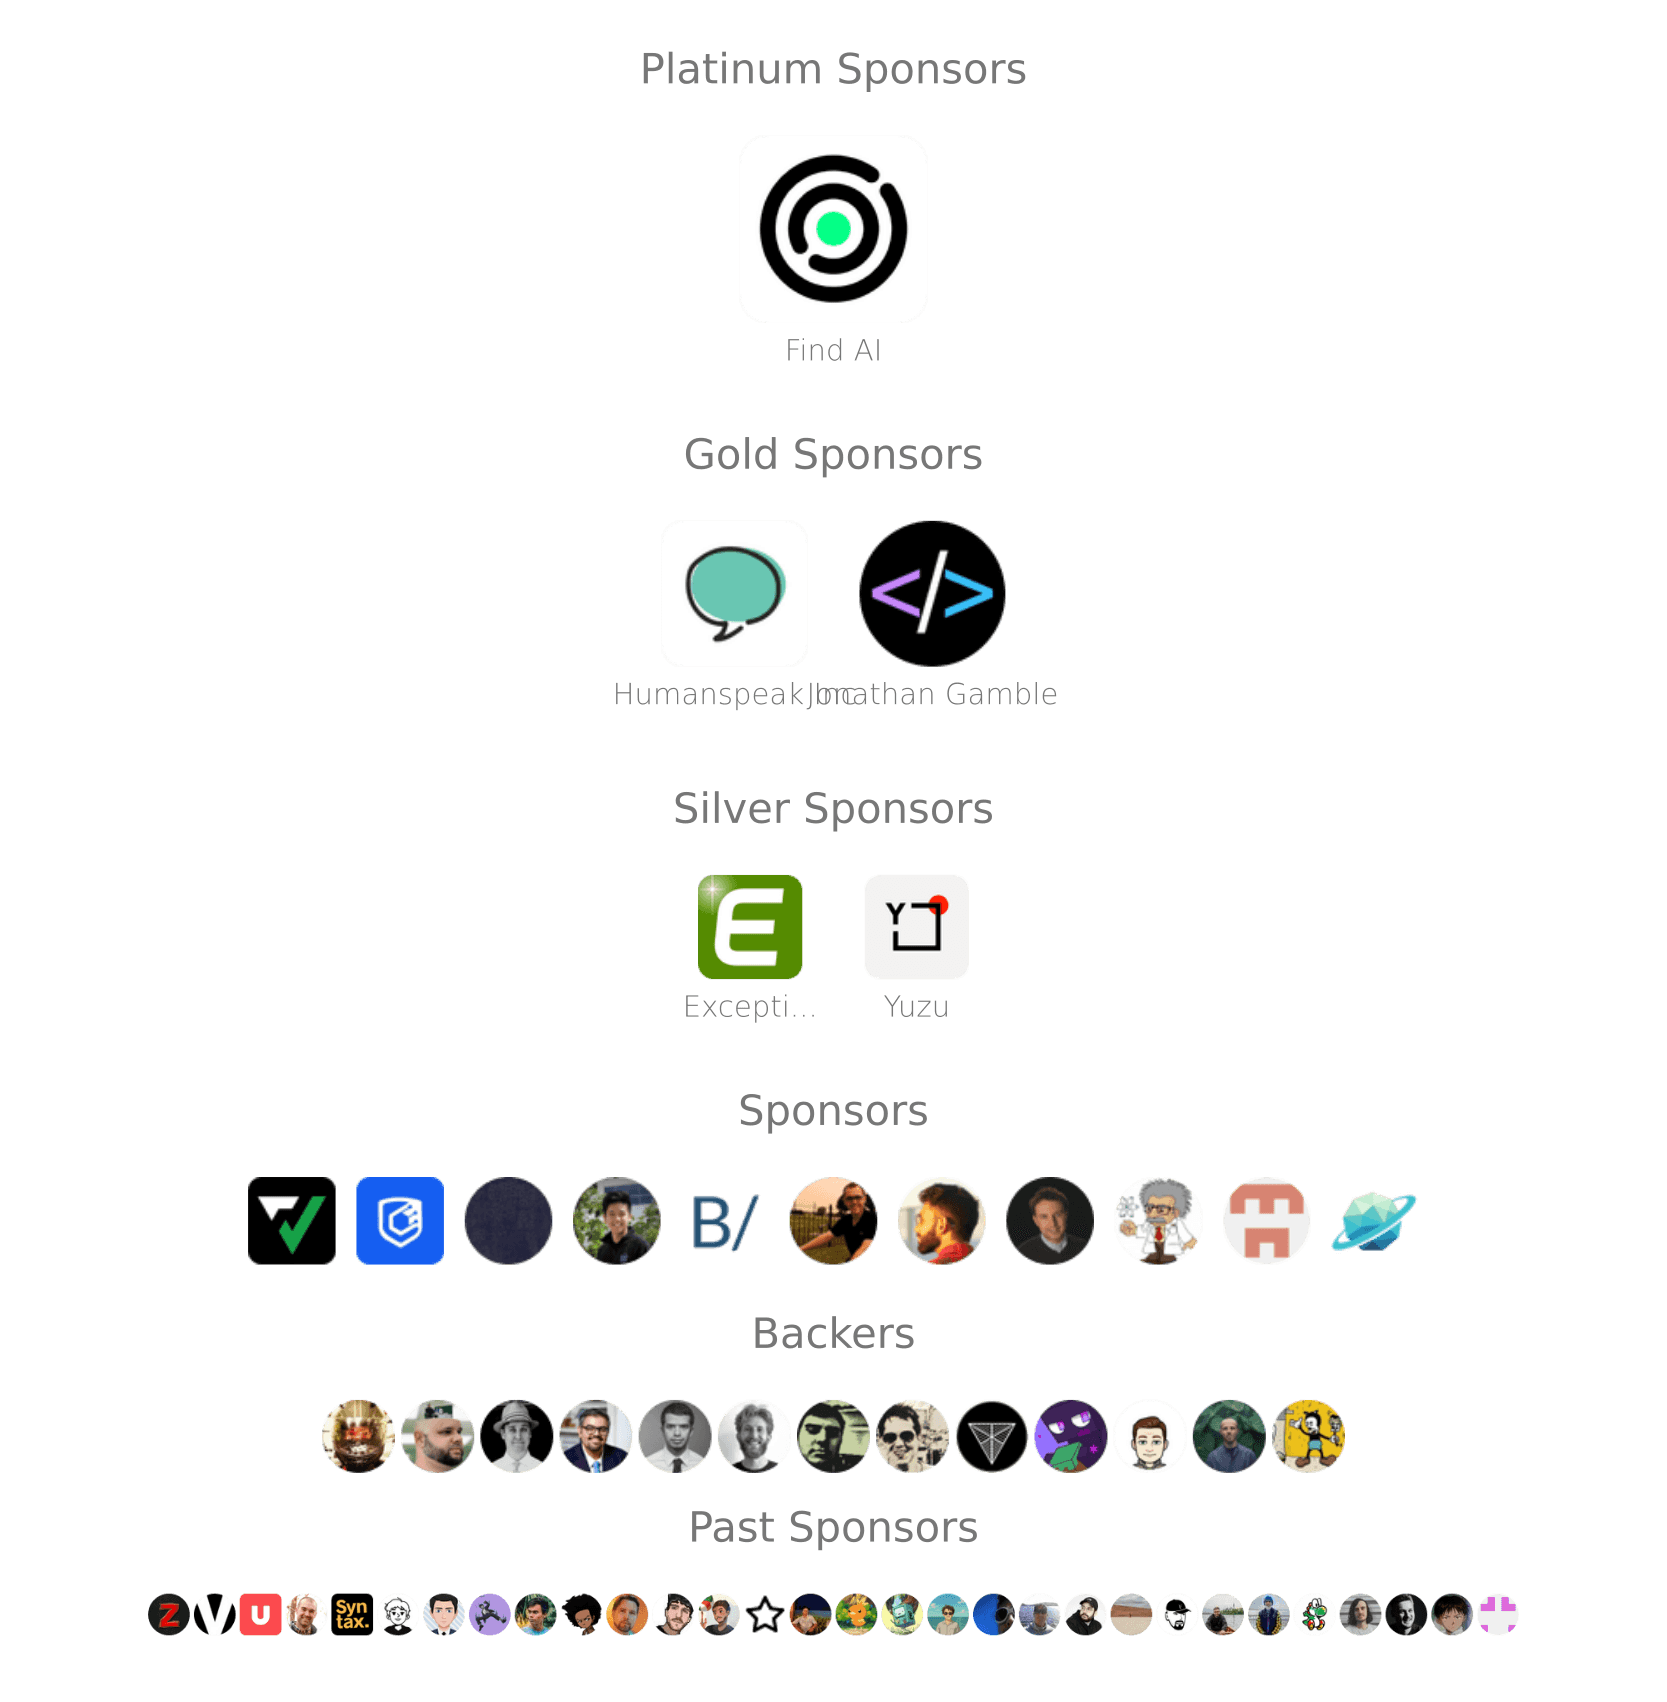 Platinum Sponsors
Find AI
Gold Sponsors
</>
Humanspeak Inc Jonathan Gamble
Silver Sponsors
E
Y
Excepti... Yuzu
Sponsors
B/
Backers
Past Sponsors
Z
V
U
Syn
tax.